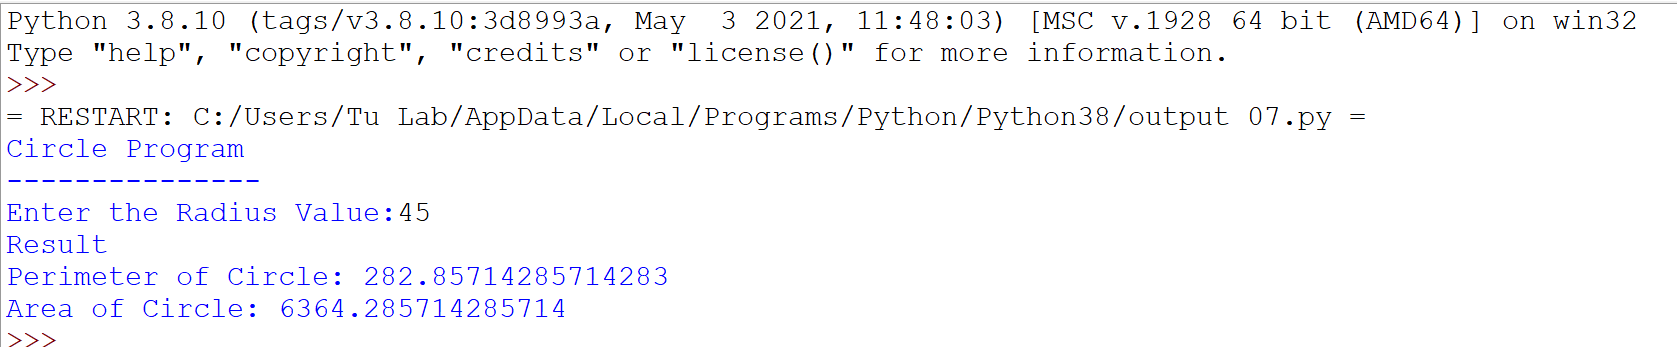 Python 3.8.10 (tags/v3.8.10:3d8993a, May  3 2021, 11:48:03) [MSC v.1928 64 bit (AMD64)] on win32
Type "help", "copyright", "credits" or "license()" for more information.
>>>
= RESTART: C:/Users/Tu Lab/AppData/Local/Programs/Python/Python38/output 07.py =
Circle Program
---------------
Enter the Radius Value:45
Result
Perimeter of Circle: 282.85714285714283
Area of Circle: 6364.285714285714
>>>